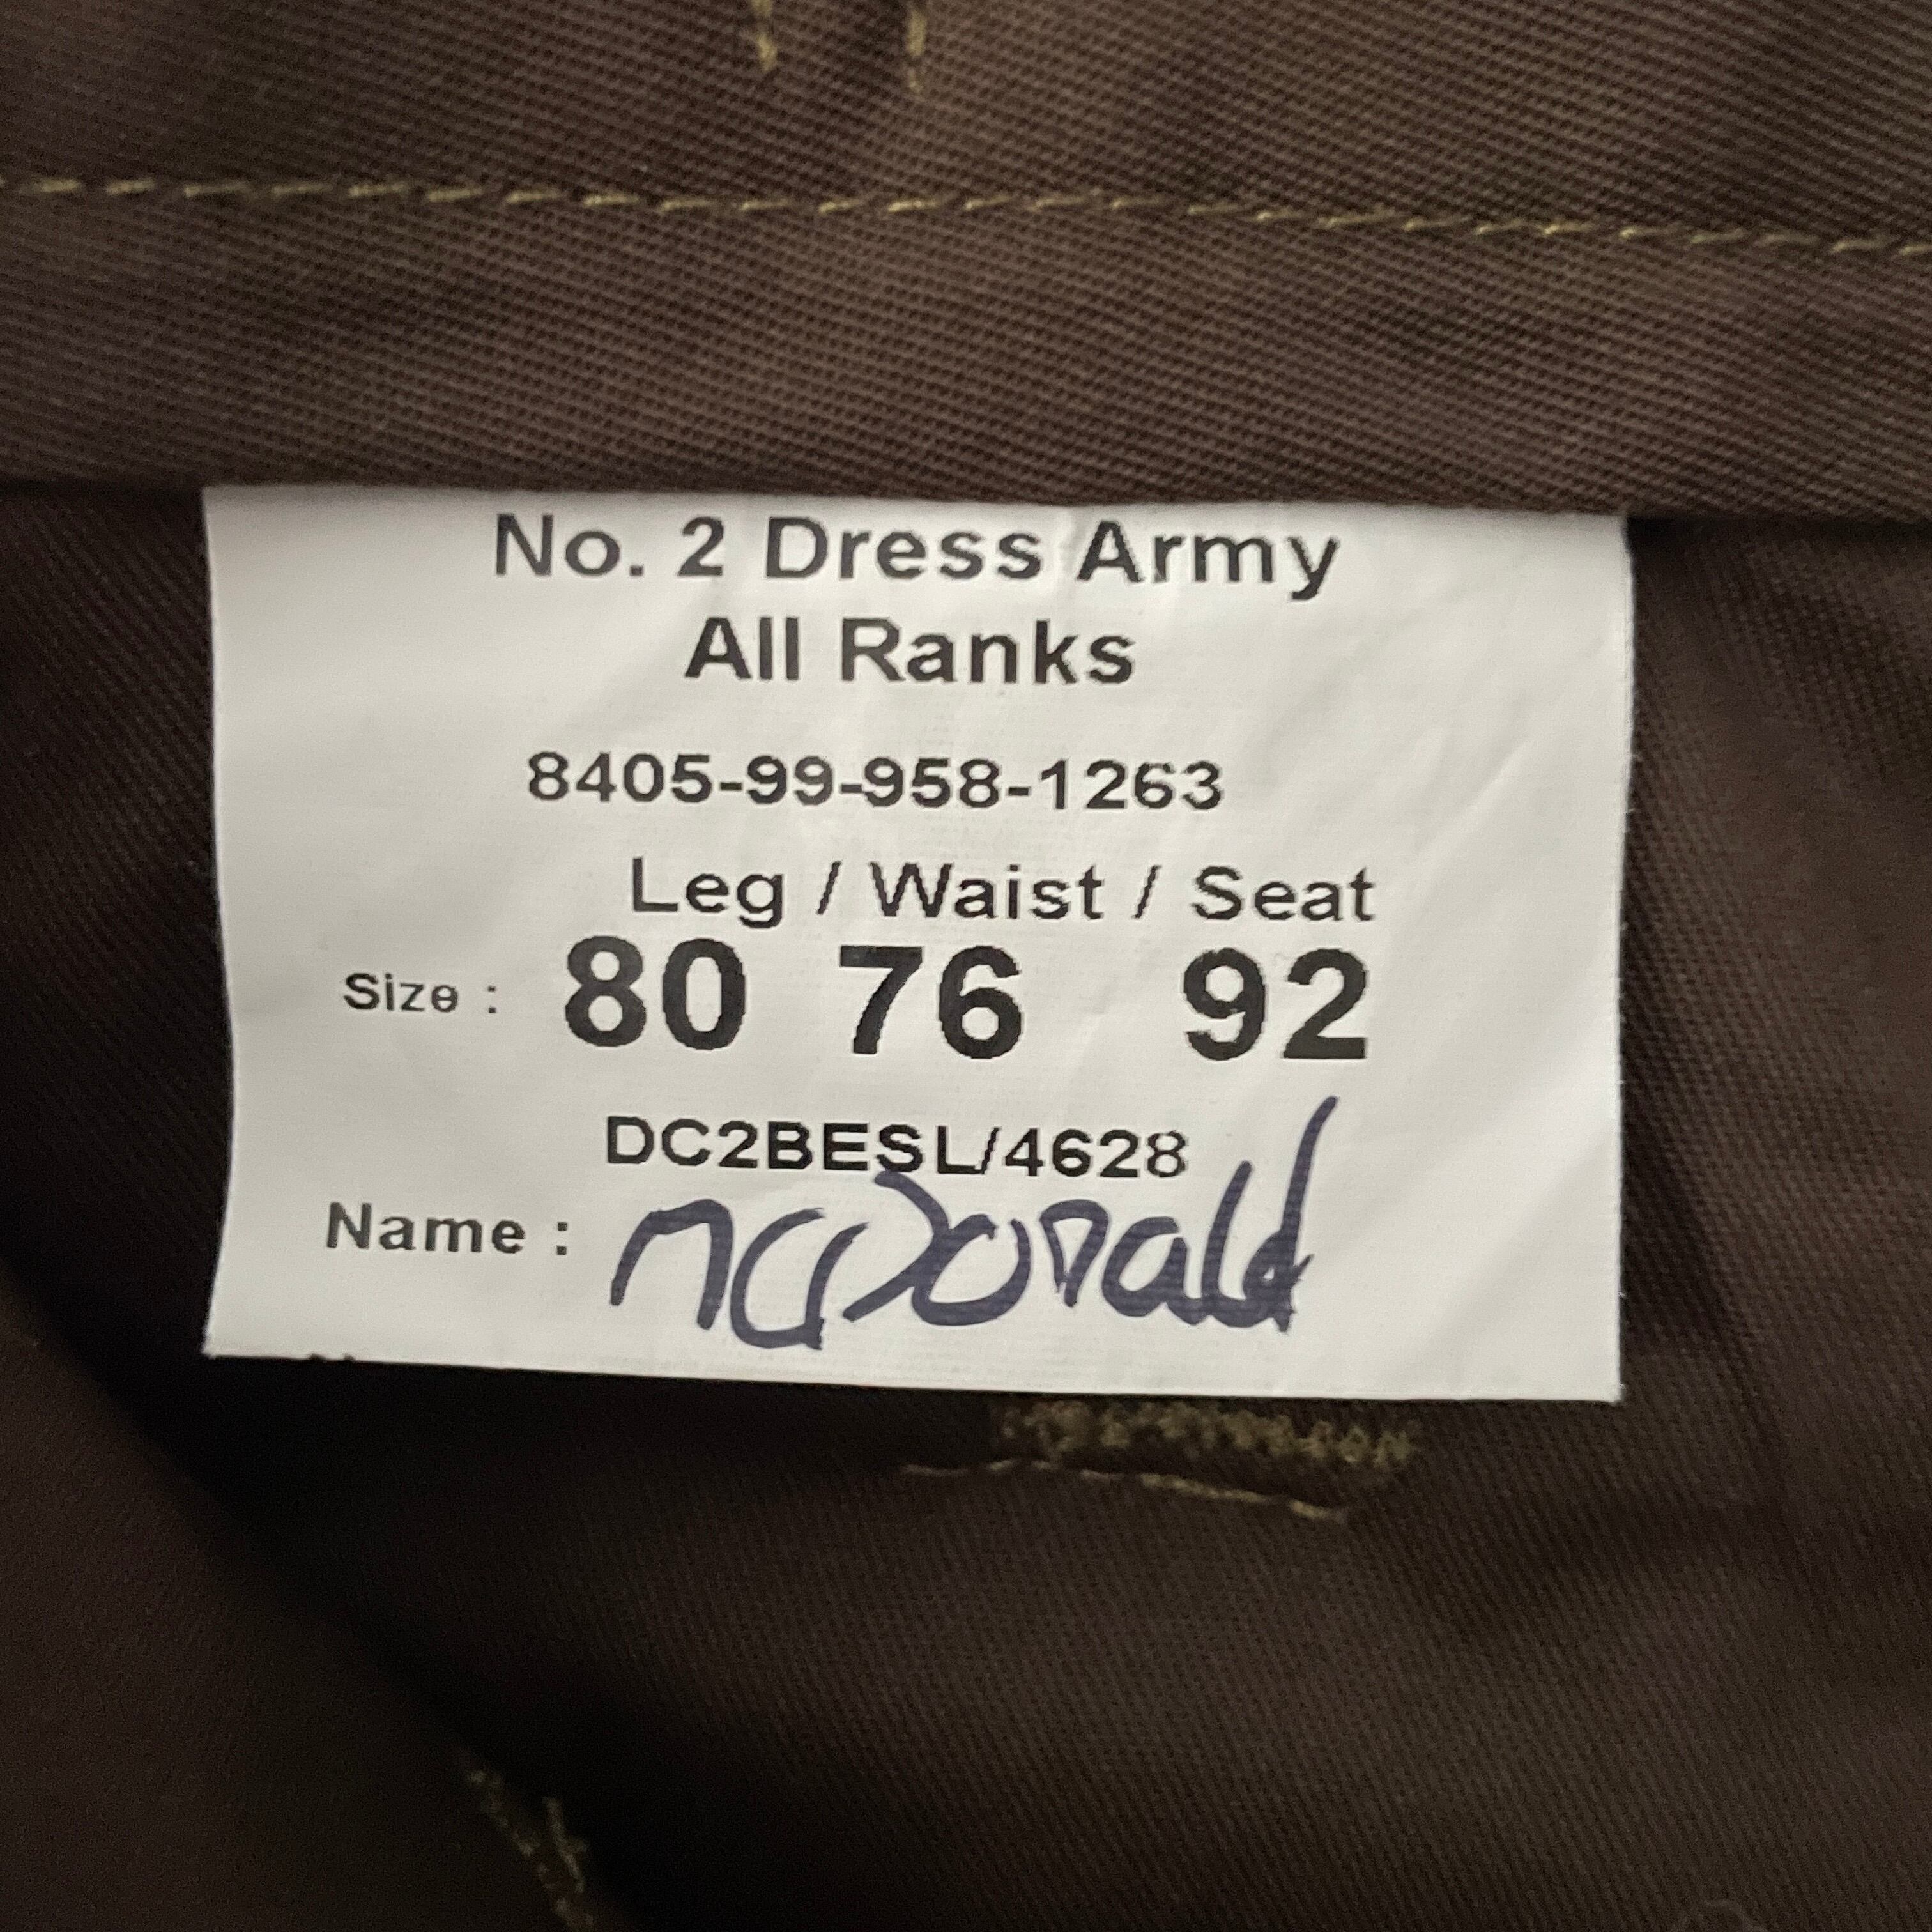 No. 2 Dress Army
All Ranks
8405-99-958-1263
Leg / Waist / Seat
Size : 80 76 92
DC2BESL/4628
Name : mcDonald